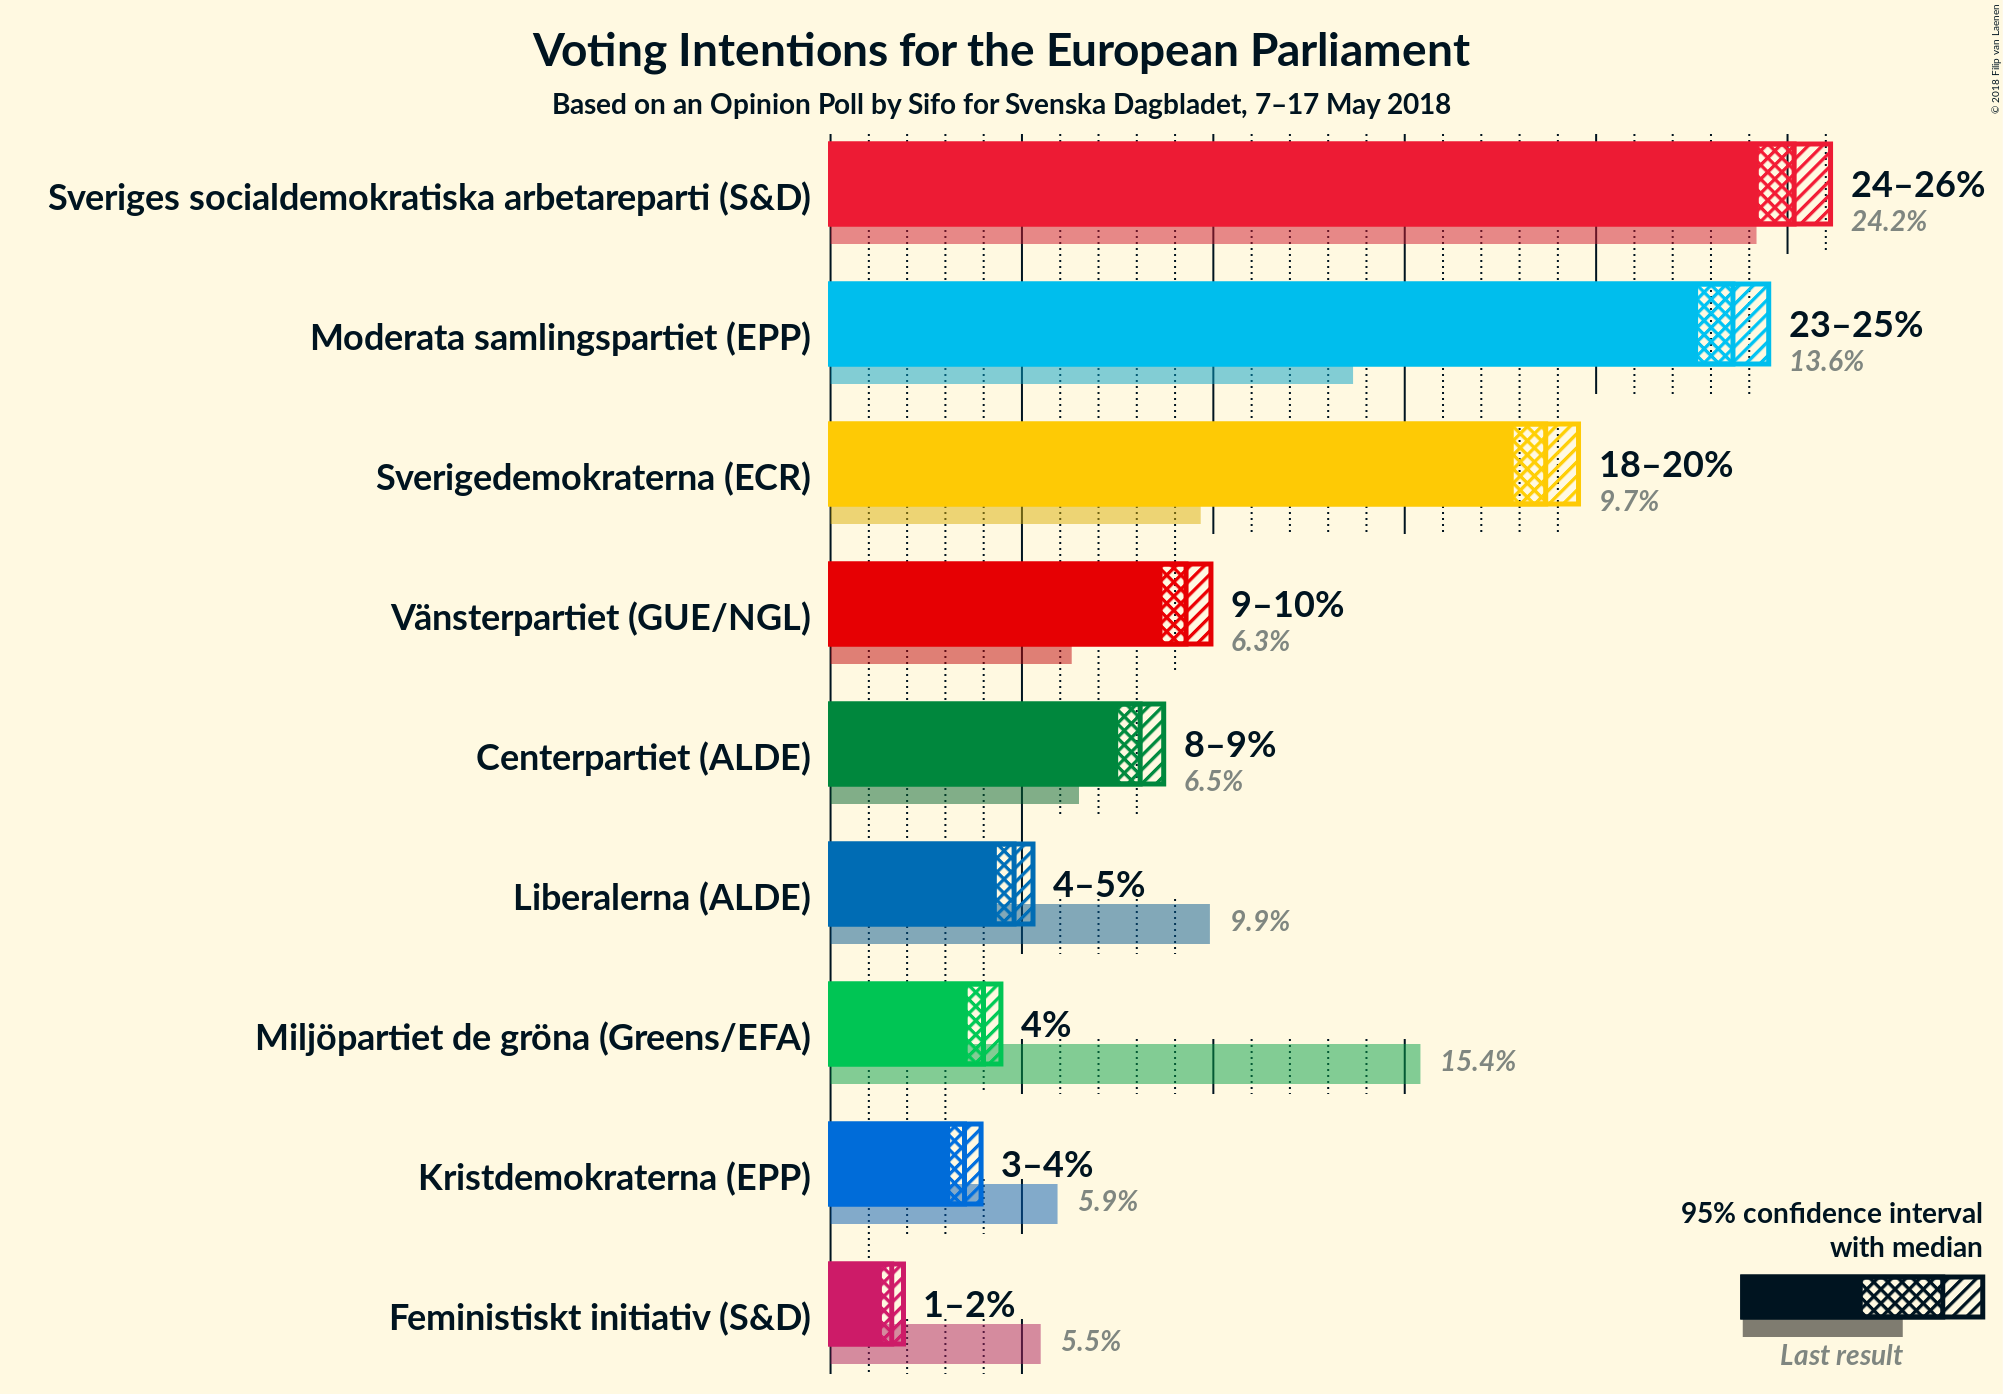 Voting Intentions for the European Parliament
Based on an Opinion Poll by Sifo for Svenska Dagbladet, 7–17 May 2018
© 2018 Filip van Laenen
Sveriges socialdemokratiska arbetareparti (S&D)
24–26%
24.2%
Moderata samlingspartiet (EPP)
23–25%
13.6%
Sverigedemokraterna (ECR)
18–20%
9.7%
Vänsterpartiet (GUE/NGL)
9–10%
6.3%
Centerpartiet (ALDE)
8–9%
6.5%
Liberalerna (ALDE)
4–5%
9.9%
Miljöpartiet de gröna (Greens/EFA)
4%
15.4%
Kristdemokraterna (EPP)
3–4%
5.9%
Feministiskt initiativ (S&D)
1–2%
5.5%
95% confidence interval
with median
Last result